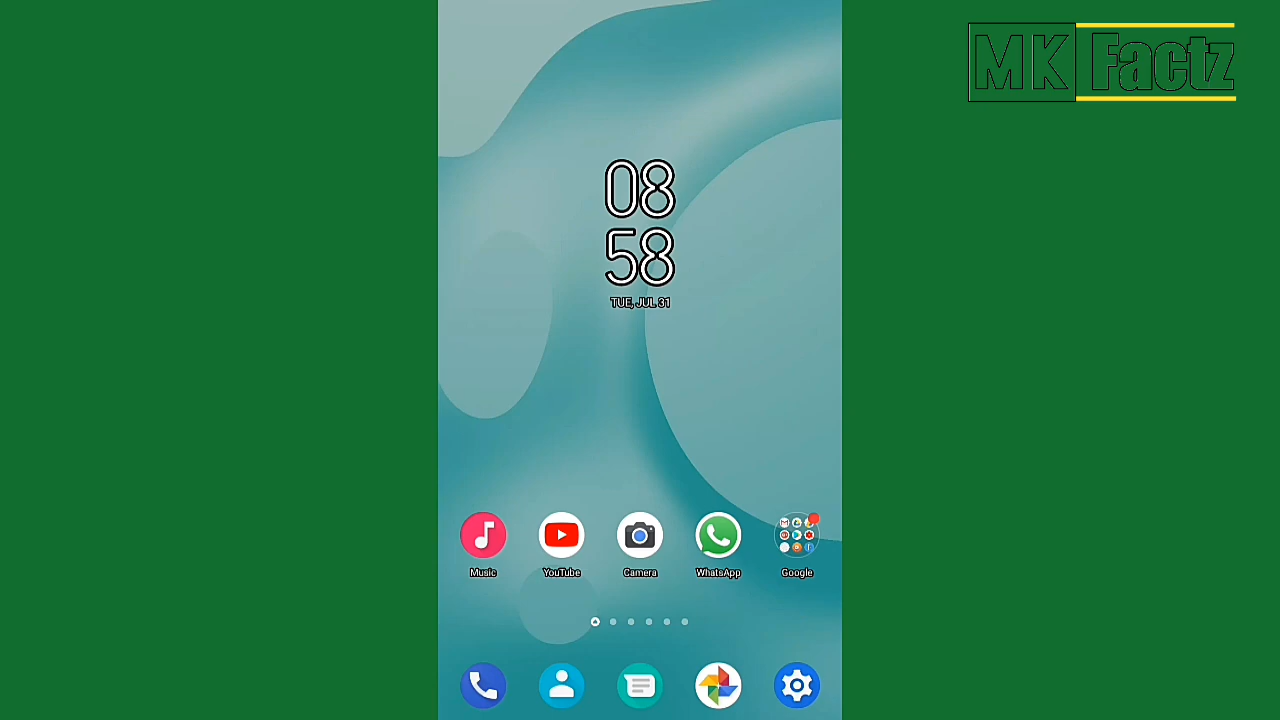 MK Factz
08
58
TUE, JUL 31
Music YouTube Camera WhatsApp Google